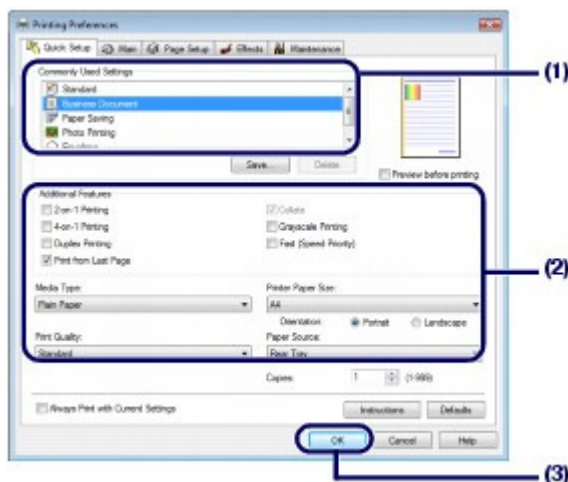 Printing Preferences
Quick Setup Main Page Setup Effects Maintenance
Commonly Used Settings
(1)
Standard
Business Document
Paper Saving
Photo Printing
Save... Delete
Preview before printing
Additional Features
2-on-1 Printing Collate
4-on-1 Printing Grayscale Printing
Duplex Printing Fast (Speed Priority)
Print from Last Page
(2)
Media Type: Printer Paper Size:
Plain Paper A4
Orientation: Portrait Landscape
Print Quality: Paper Source:
Standard Rear Tray
Copies: 1 (1-999)
Always Print with Current Settings Instructions Defaults
OK Cancel Help
(3)